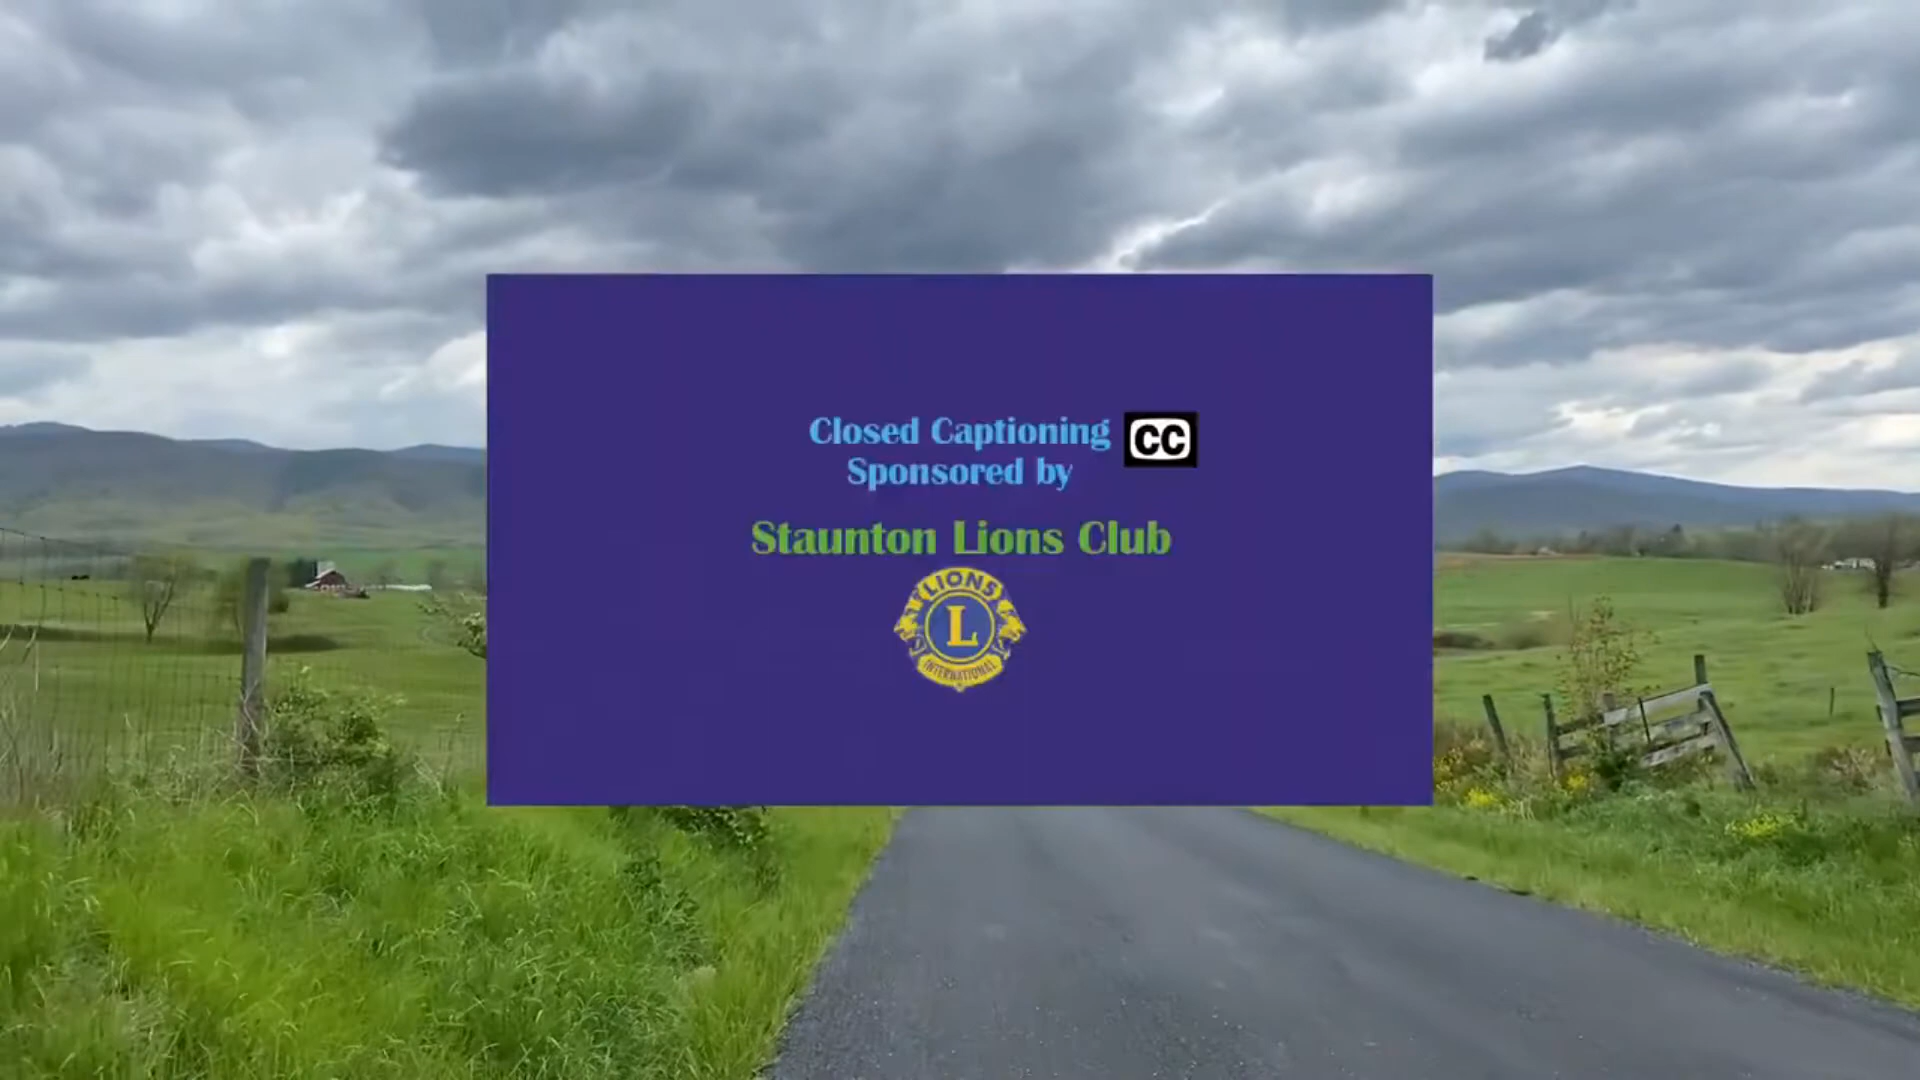 Closed Captioning CC
Sponsored by
Staunton Lions Club
LIONS
L
INTERNATIONAL